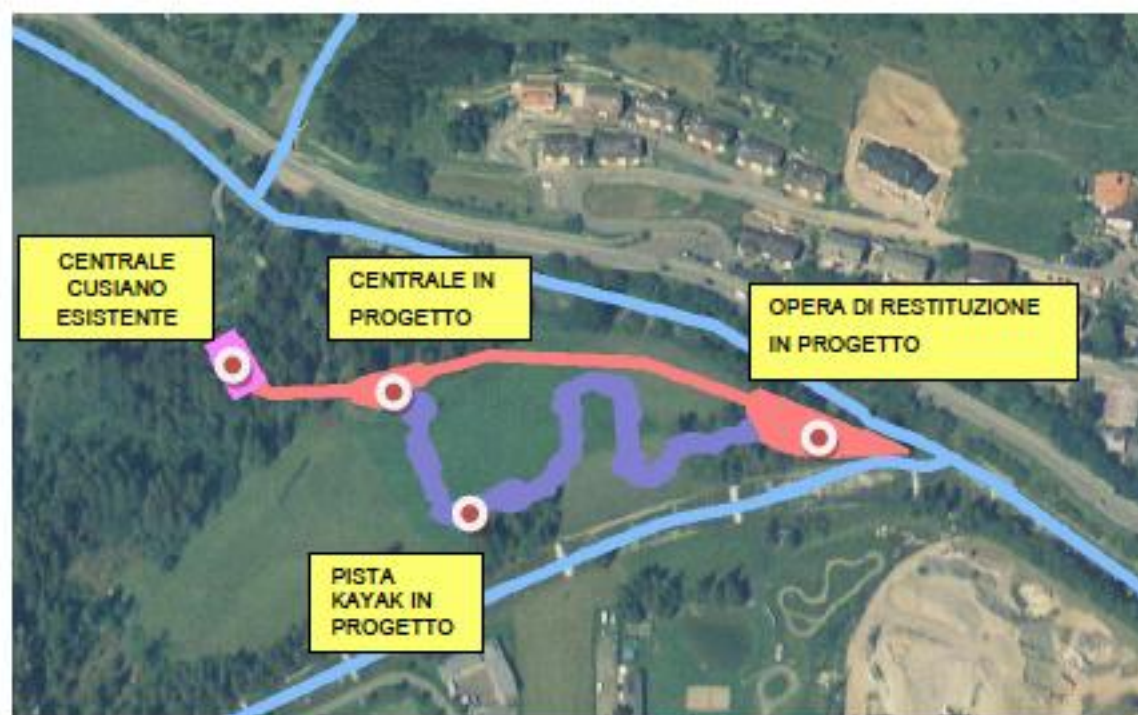 CENTRALE
CUSIANO
ESISTENTE
CENTRALE IN
PROGETTO
OPERA DI RESTITUZIONE
IN PROGETTO
PISTA
KAYAK IN
PROGETTO